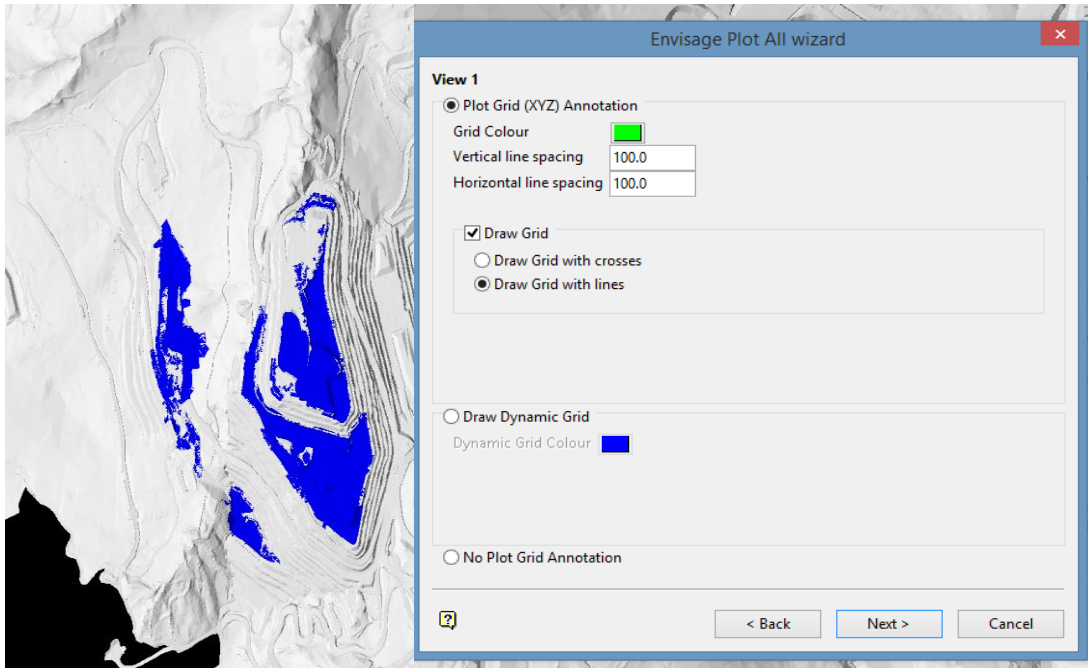 Envisage Plot All wizard
View 1
Plot Grid (XYZ) Annotation
Grid Colour
Vertical line spacing 100.0
Horizontal line spacing 100.0
Draw Grid
Draw Grid with crosses
Draw Grid with lines
Draw Dynamic Grid
Dynamic Grid Colour
No Plot Grid Annotation
? < Back Next > Cancel